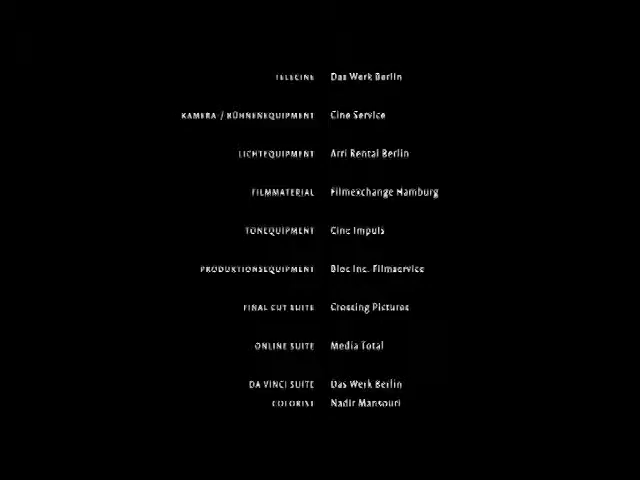 TELECINE Das Werk Berlin
KAMERA / BÜHNENEQUIPMENT Cine Service
LICHTEQUIPMENT Arri Rental Berlin
FILMMATERIAL Filmexchange Hamburg
TONEQUIPMENT Cine Impuls
PRODUKTIONSEQUIPMENT Bloc Inc. Filmservice
FINAL CUT SUITE Crossing Pictures
ONLINE SUITE Media Total
DA VINCI SUITE Das Werk Berlin
COLORIST Nadir Mansouri